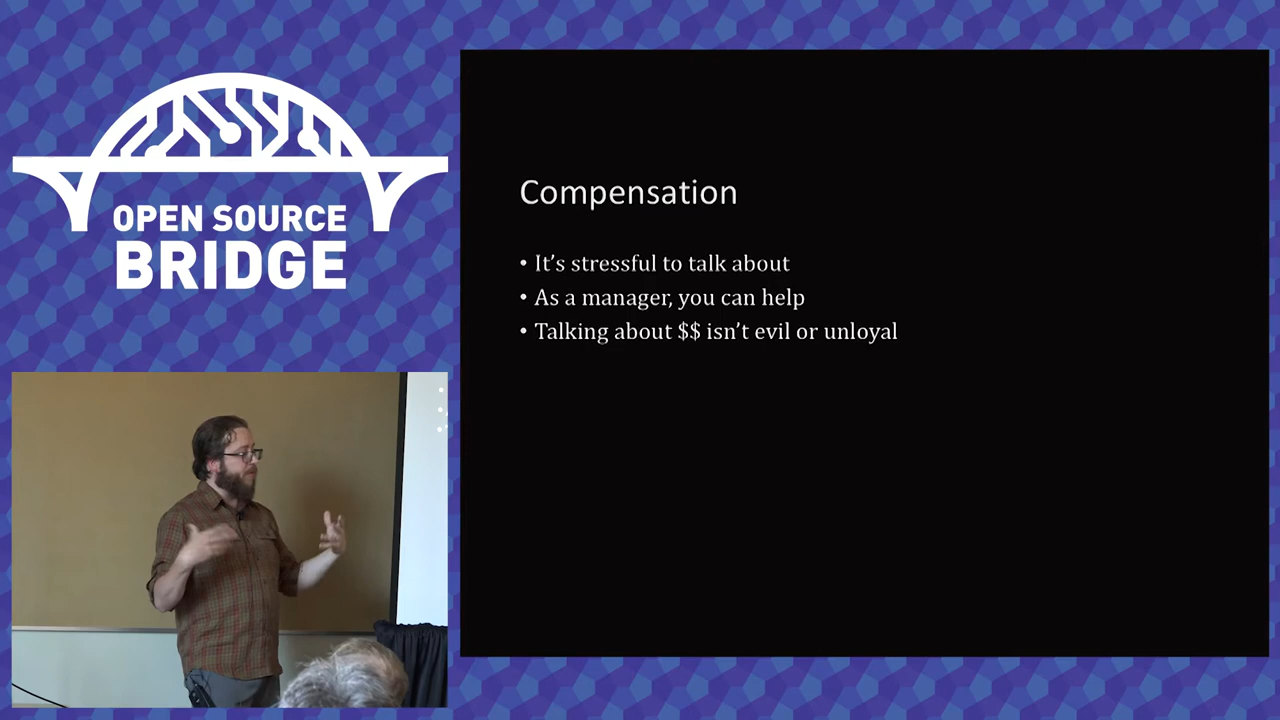 OPEN SOURCE
BRIDGE
Compensation
• It’s stressful to talk about
• As a manager, you can help
• Talking about $$ isn’t evil or unloyal